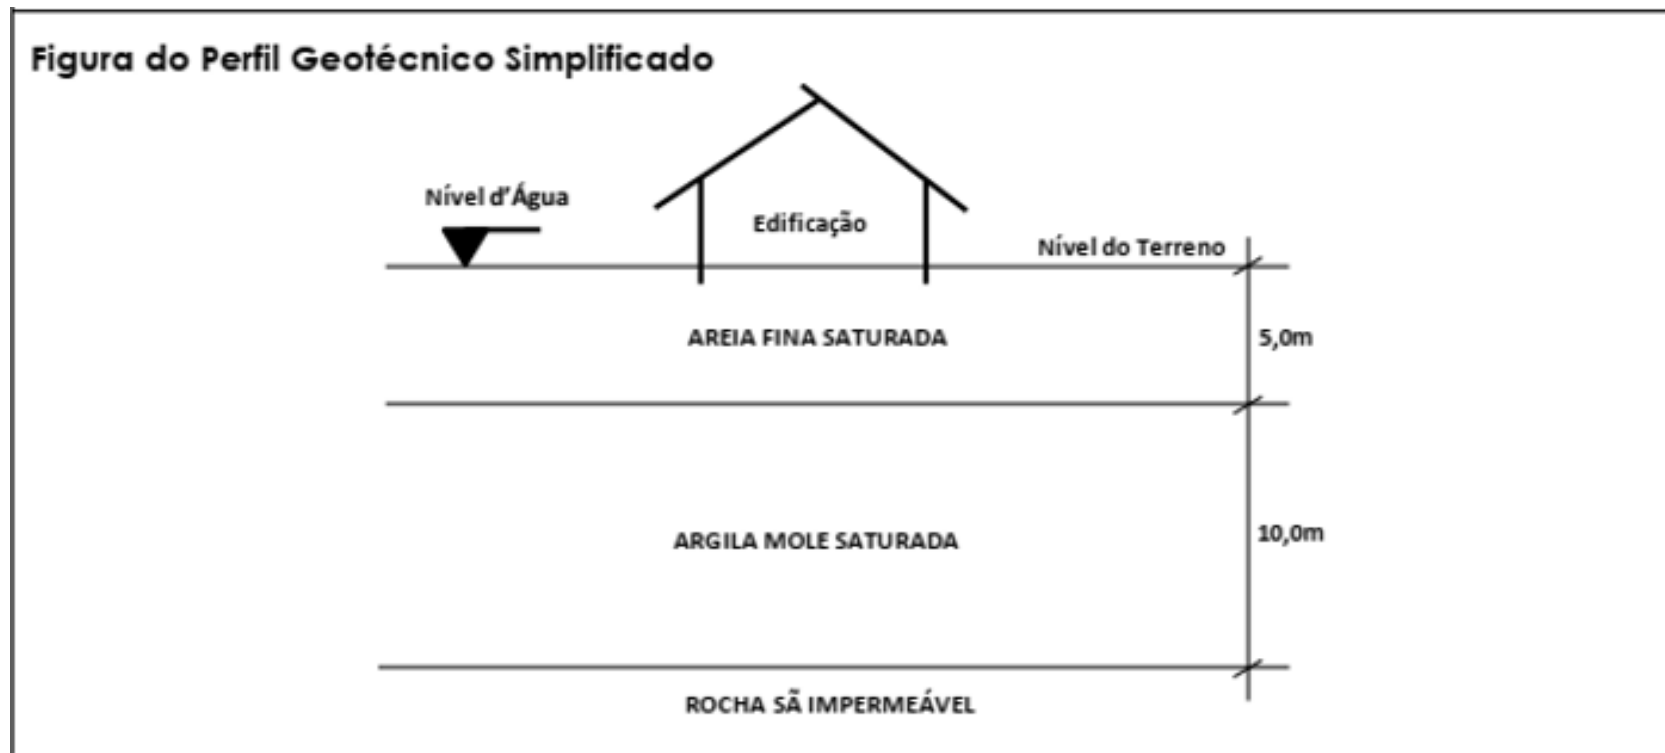 Figura do Perfil Geotécnico Simplificado
Nível d'Água
Edificação
Nível do Terreno
AREIA FINA SATURADA
5,0m
ARGILA MOLE SATURADA
10,0m
ROCHA SÃ IMPERMEÁVEL